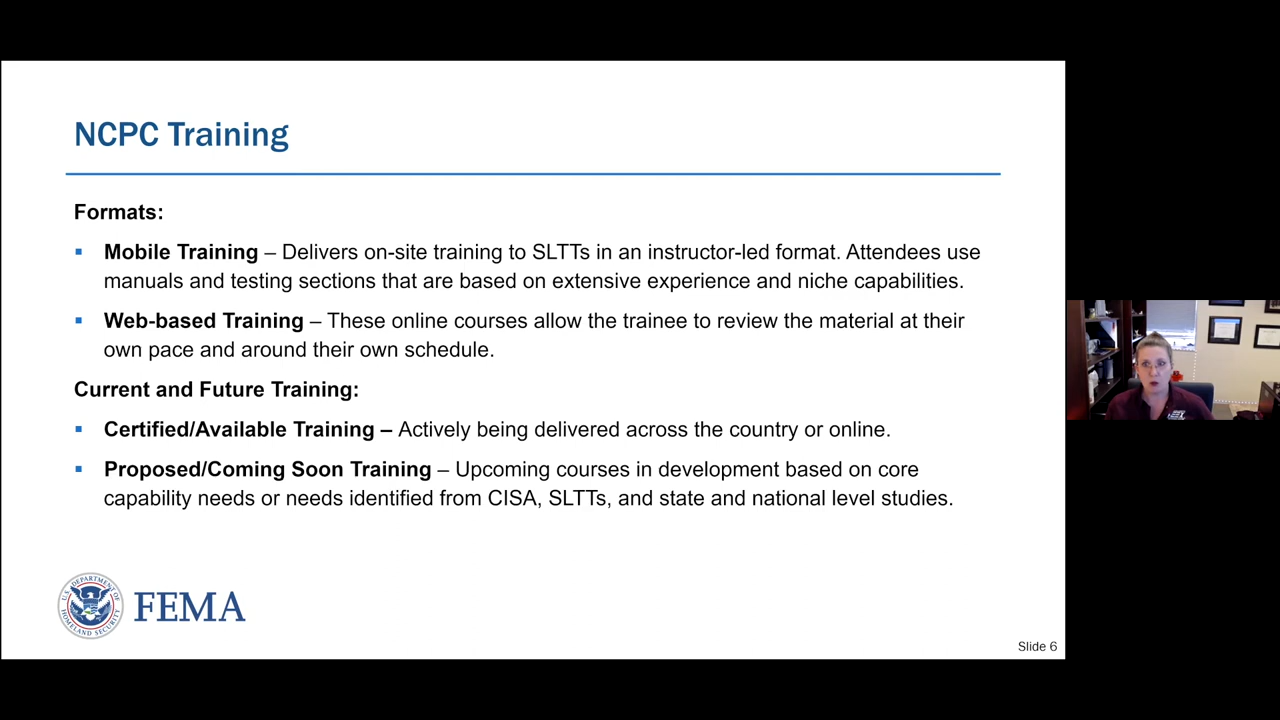 NCPC Training
Formats:
▪ Mobile Training – Delivers on-site training to SLTTs in an instructor-led format. Attendees use
manuals and testing sections that are based on extensive experience and niche capabilities.
▪ Web-based Training – These online courses allow the trainee to review the material at their
own pace and around their own schedule.
Current and Future Training:
▪ Certified/Available Training – Actively being delivered across the country or online.
▪ Proposed/Coming Soon Training – Upcoming courses in development based on core
capability needs or needs identified from CISA, SLTTs, and state and national level studies.
U.S. DEPARTMENT OF
HOMELAND SECURITY
FEMA
Slide 6